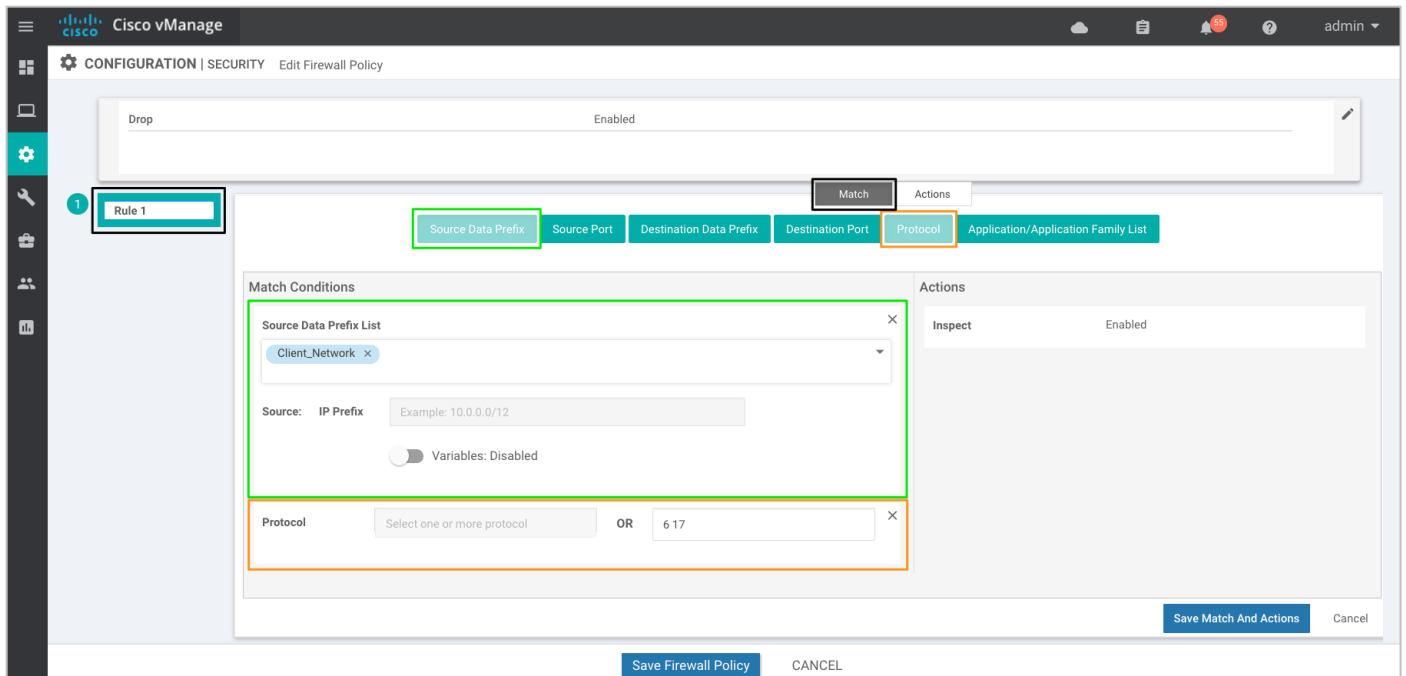 cisco Cisco vManage 55 admin
CONFIGURATION | SECURITY Edit Firewall Policy
Drop Enabled
Match Actions
1 Rule 1
Source Data Prefix Source Port Destination Data Prefix Destination Port Protocol Application/Application Family List
Match Conditions Actions
Source Data Prefix List
Inspect Enabled
Client_Network ×
Source: IP Prefix Example: 10.0.0.0/12
Variables: Disabled
Protocol Select one or more protocol OR 6 17
Save Match And Actions Cancel
Save Firewall Policy CANCEL